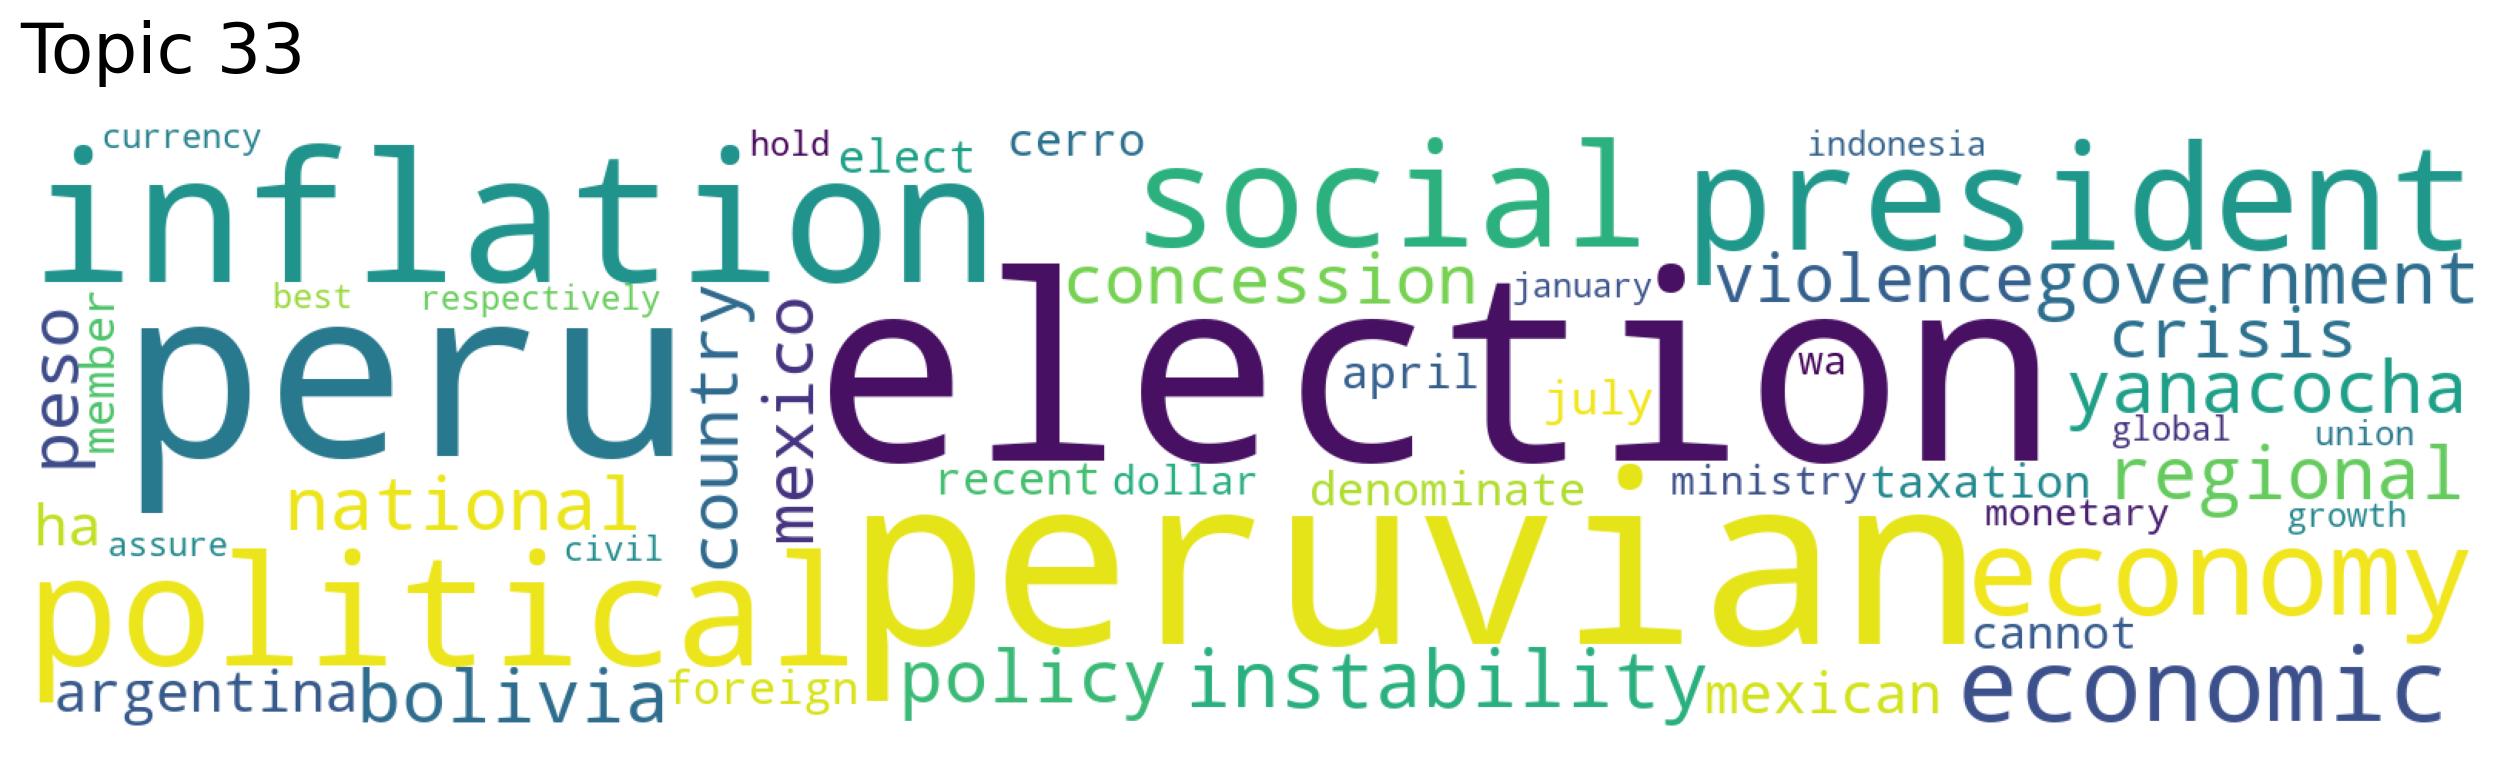 Topic 33
currency
hold
elect
cerro
indonesia
inflation
social
president
best
respectively
concession
january
violence
government
peso
member
peru
country
mexico
election
april
july
wa
crisis
yanacocha
global
union
national
recent
dollar
denominate
ministry
taxation
regional
ha
assure
civil
monetary
growth
political
peruvian
economy
argentina
bolivia
foreign
policy
instability
mexican
cannot
economic